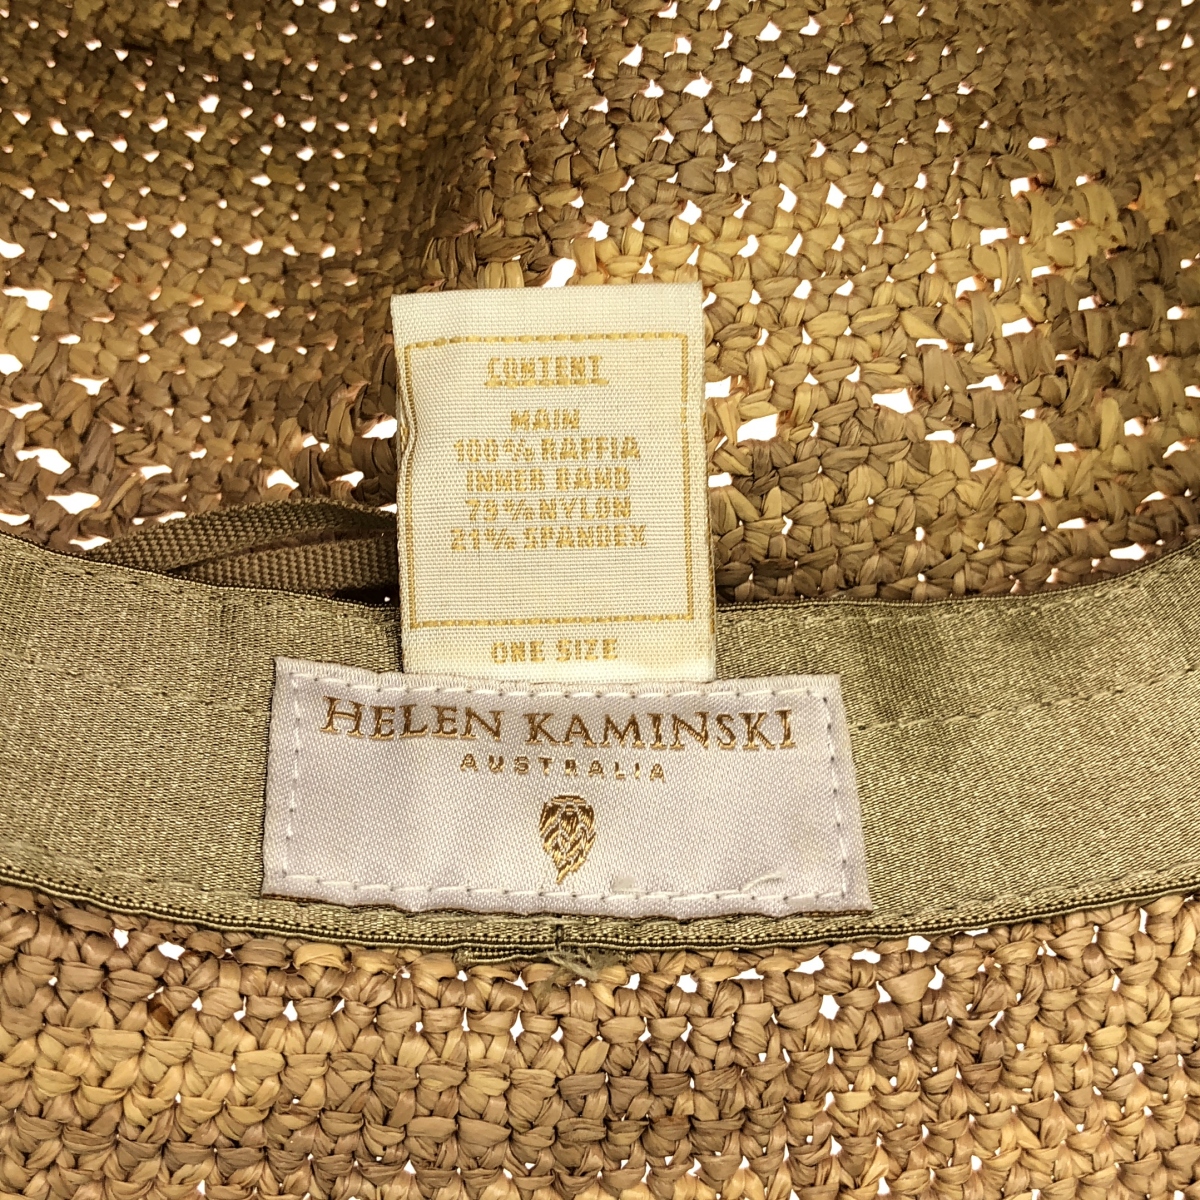 CONTENT
MAIN
100% RAFFIA
INNER BAND
79% NYLON
21% SPANDEX
ONE SIZE
HELEN KAMINSKI
AUSTRALIA